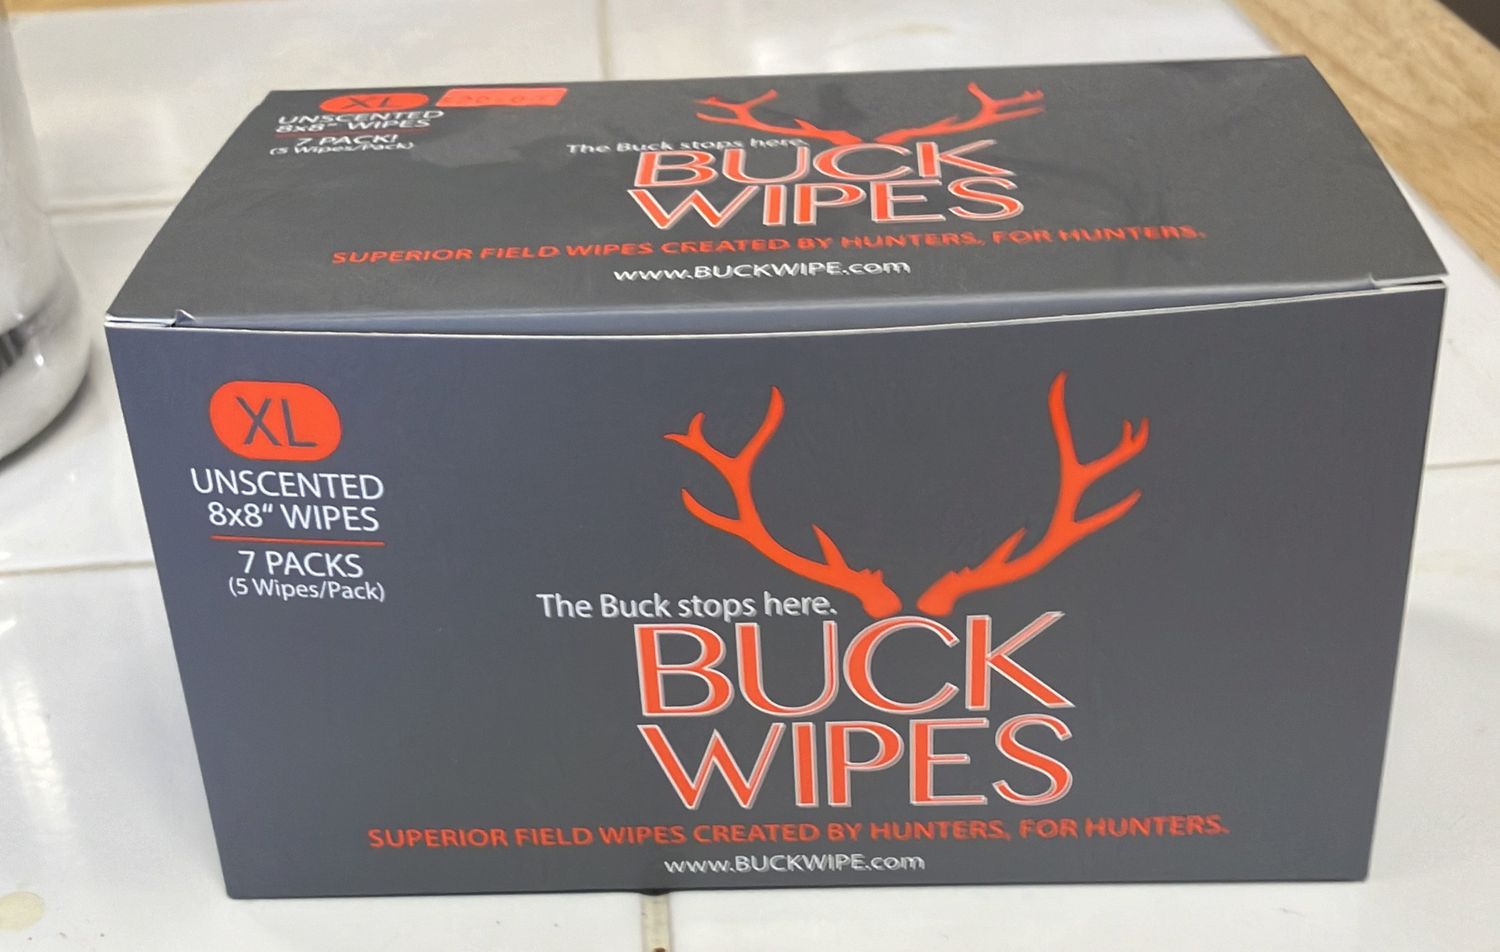 XL
UNSCENTED
8x8" WIPES
7 PACK!
(5 Wipes/Pack)
The Buck stops here.
BUCK
WIPES
SUPERIOR FIELD WIPES CREATED BY HUNTERS, FOR HUNTERS.
www.BUCKWIPE.com
XL
UNSCENTED
8x8" WIPES
7 PACKS
(5 Wipes/Pack)
The Buck stops here.
BUCK
WIPES
SUPERIOR FIELD WIPES CREATED BY HUNTERS, FOR HUNTERS.
www.BUCKWIPE.com